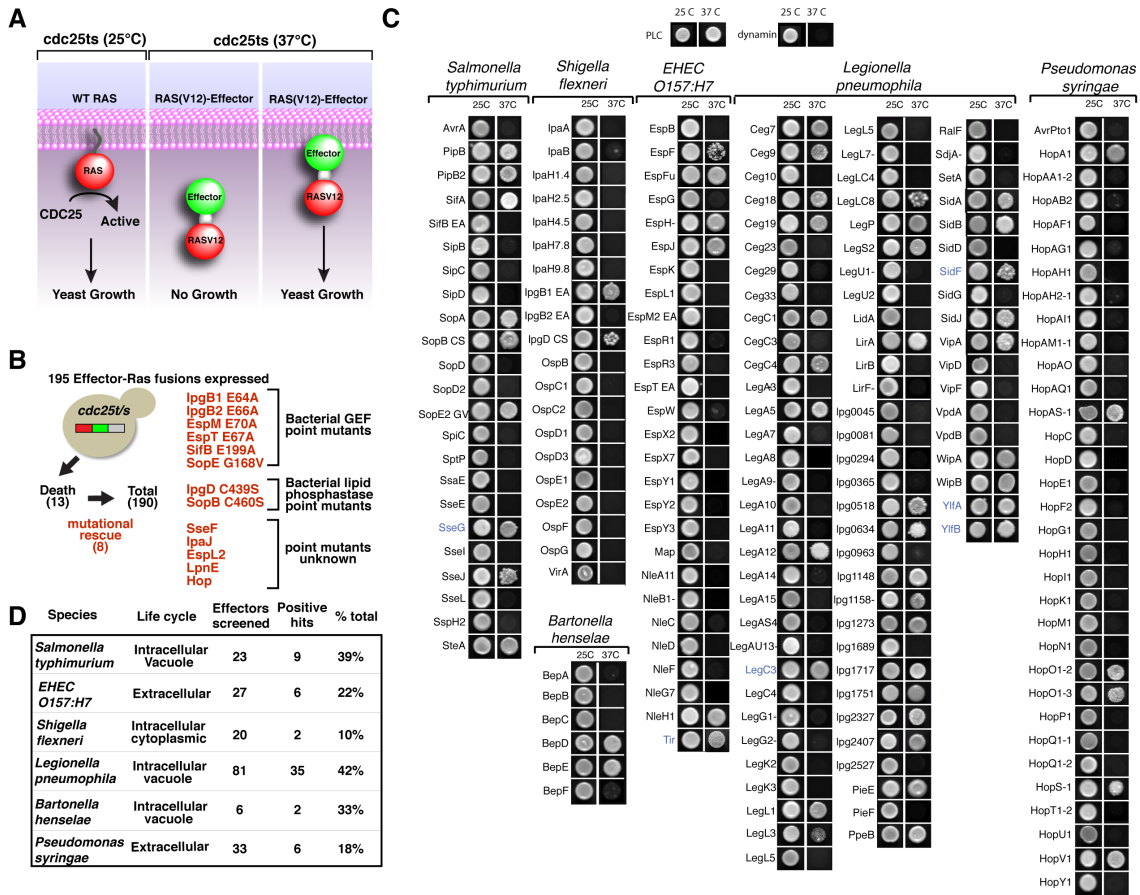 A
cdc25ts (25°C)
cdc25ts (37°C)
WT RAS
RAS(V12)-Effector
RAS(V12)-Effector
RAS
CDC25
Active
Effector
RASV12
Effector
RASV12
Yeast Growth
No Growth
Yeast Growth
B
195 Effector-Ras fusions expressed
cdc25t/s
Death
(13)
Total
(190)
mutational
rescue
(8)
IpgB1 E64A
IpgB2 E66A
EspM E70A
EspT E67A
SifB E199A
SopE G168V
Bacterial GEF
point mutants
IpgD C439S
SopB C460S
Bacterial lipid
phosphastase
point mutants
SseF
IpaJ
EspL2
LpnE
Hop
point mutants
unknown
D
Species Life cycle Effectors screened Positive hits % total
Salmonella typhimurium Intracellular Vacuole 23 9 39%
EHEC O157:H7 Extracellular 27 6 22%
Shigella flexneri Intracellular cytoplasmic 20 2 10%
Legionella pneumophila Intracellular vacuole 81 35 42%
Bartonella henselae Intracellular vacuole 6 2 33%
Pseudomonas syringae Extracellular 33 6 18%
C
25 C 37 C
PLC
25 C 37 C
dynamin
Salmonella
typhimurium
25C 37C
AvrA
PipB
PipB2
SifA
SifB EA
SipB
SipC
SipD
SopA
SopB CS
SopD
SopD2
SopE2 GV
SpiC
SptP
SsaE
SseE
SseG
SseI
SseJ
SseL
SspH2
SteA
Shigella
flexneri
25C 37C
IpaA
IpaB
IpaH1.4
IpaH2.5
IpaH4.5
IpaH7.8
IpaH9.8
IpgB1 EA
IpgB2 EA
IpgD CS
OspB
OspC1
OspC2
OspD1
OspD3
OspE1
OspE2
OspF
OspG
VirA
Bartonella
henselae
25C 37C
BepA
BepB
BepC
BepD
BepE
BepF
EHEC
O157:H7
25C 37C
EspB
EspF
EspFu
EspG
EspH-
EspJ
EspK
EspL1
EspM2 EA
EspR1
EspR3
EspT EA
EspW
EspX2
EspX7
EspY1
EspY2
EspY3
Map
NleA11
NleB1-
NleC
NleD
NleF
NleG7
NleH1
Tir
Legionella
pneumophila
25C 37C
Ceg7
Ceg9
Ceg10
Ceg18
Ceg19
Ceg23
Ceg29
Ceg33
CegC1
CegC3
CegC4
LegA3
LegA5
LegA7
LegA8
LegA9-
LegA10
LegA11
LegA12
LegA14
LegA15
LegAS4
LegAU13-
LegC3
LegC4
LegG1-
LegG2-
LegK2
LegK3
LegL1
LegL3
LegL5
25C 37C
LegL5
LegL7-
LegLC4
LegLC8
LegP
LegS2
LegU1-
LegU2
LidA
LirA
LirB
LirF-
lpg0045
lpg0081
lpg0294
lpg0365
lpg0518
lpg0634
lpg0963
lpg1148
lpg1158-
lpg1273
lpg1689
lpg1717
lpg1751
lpg2327
lpg2407
lpg2527
PieE
PieF
PpeB
25C 37C
RalF
SdjA-
SetA
SidA
SidB
SidD
SidF
SidG
SidJ
VipA
VipD
VipF
VpdA
VpdB
WipA
WipB
YlfA
YlfB
Pseudomonas
syringae
25C 37C
AvrPto1
HopA1
HopAA1-2
HopAB2
HopAF1
HopAG1
HopAH1
HopAH2-1
HopAI1
HopAM1-1
HopAO
HopAQ1
HopAS-1
HopC
HopD
HopE1
HopF2
HopG1
HopH1
HopI1
HopK1
HopM1
HopN1
HopO1-2
HopO1-3
HopP1
HopQ1-1
HopQ1-2
HopS-1
HopT1-2
HopU1
HopV1
HopY1